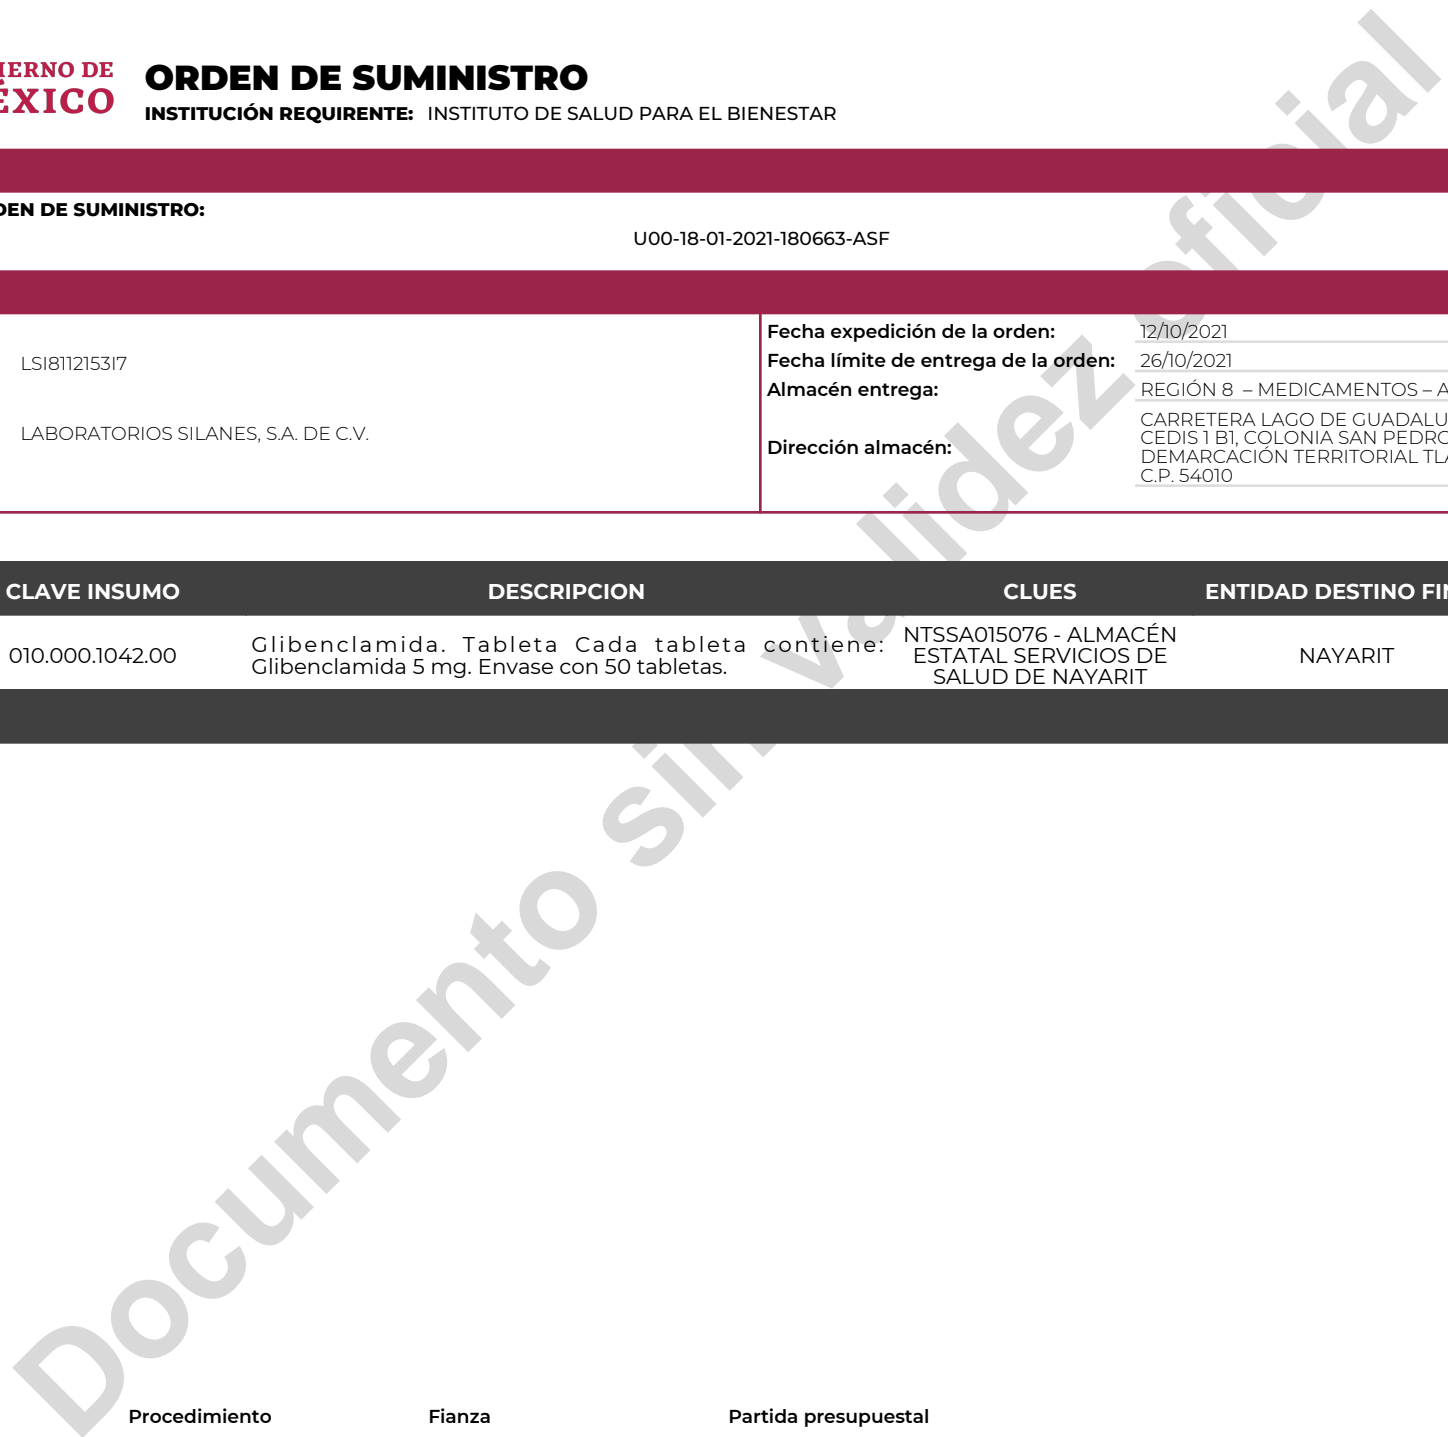 IERNO DE
ÉXICO
ORDEN DE SUMINISTRO
INSTITUCIÓN REQUIRENTE: INSTITUTO DE SALUD PARA EL BIENESTAR
DEN DE SUMINISTRO:
U00-18-01-2021-180663-ASF
LSI8112153I7
LABORATORIOS SILANES, S.A. DE C.V.
Fecha expedición de la orden: 12/10/2021
Fecha límite de entrega de la orden: 26/10/2021
Almacén entrega: REGIÓN 8 – MEDICAMENTOS – A
Dirección almacén: CARRETERA LAGO DE GUADALU
CEDIS 1 B1, COLONIA SAN PEDRO
DEMARCACIÓN TERRITORIAL TLA
C.P. 54010
CLAVE INSUMO DESCRIPCION CLUES ENTIDAD DESTINO FIN
010.000.1042.00
Glibenclamida. Tableta Cada tableta contiene:
Glibenclamida 5 mg. Envase con 50 tabletas.
NTSSA015076 - ALMACÉN
ESTATAL SERVICIOS DE
SALUD DE NAYARIT
NAYARIT
Documento sin validez oficial
Procedimiento Fianza Partida presupuestal